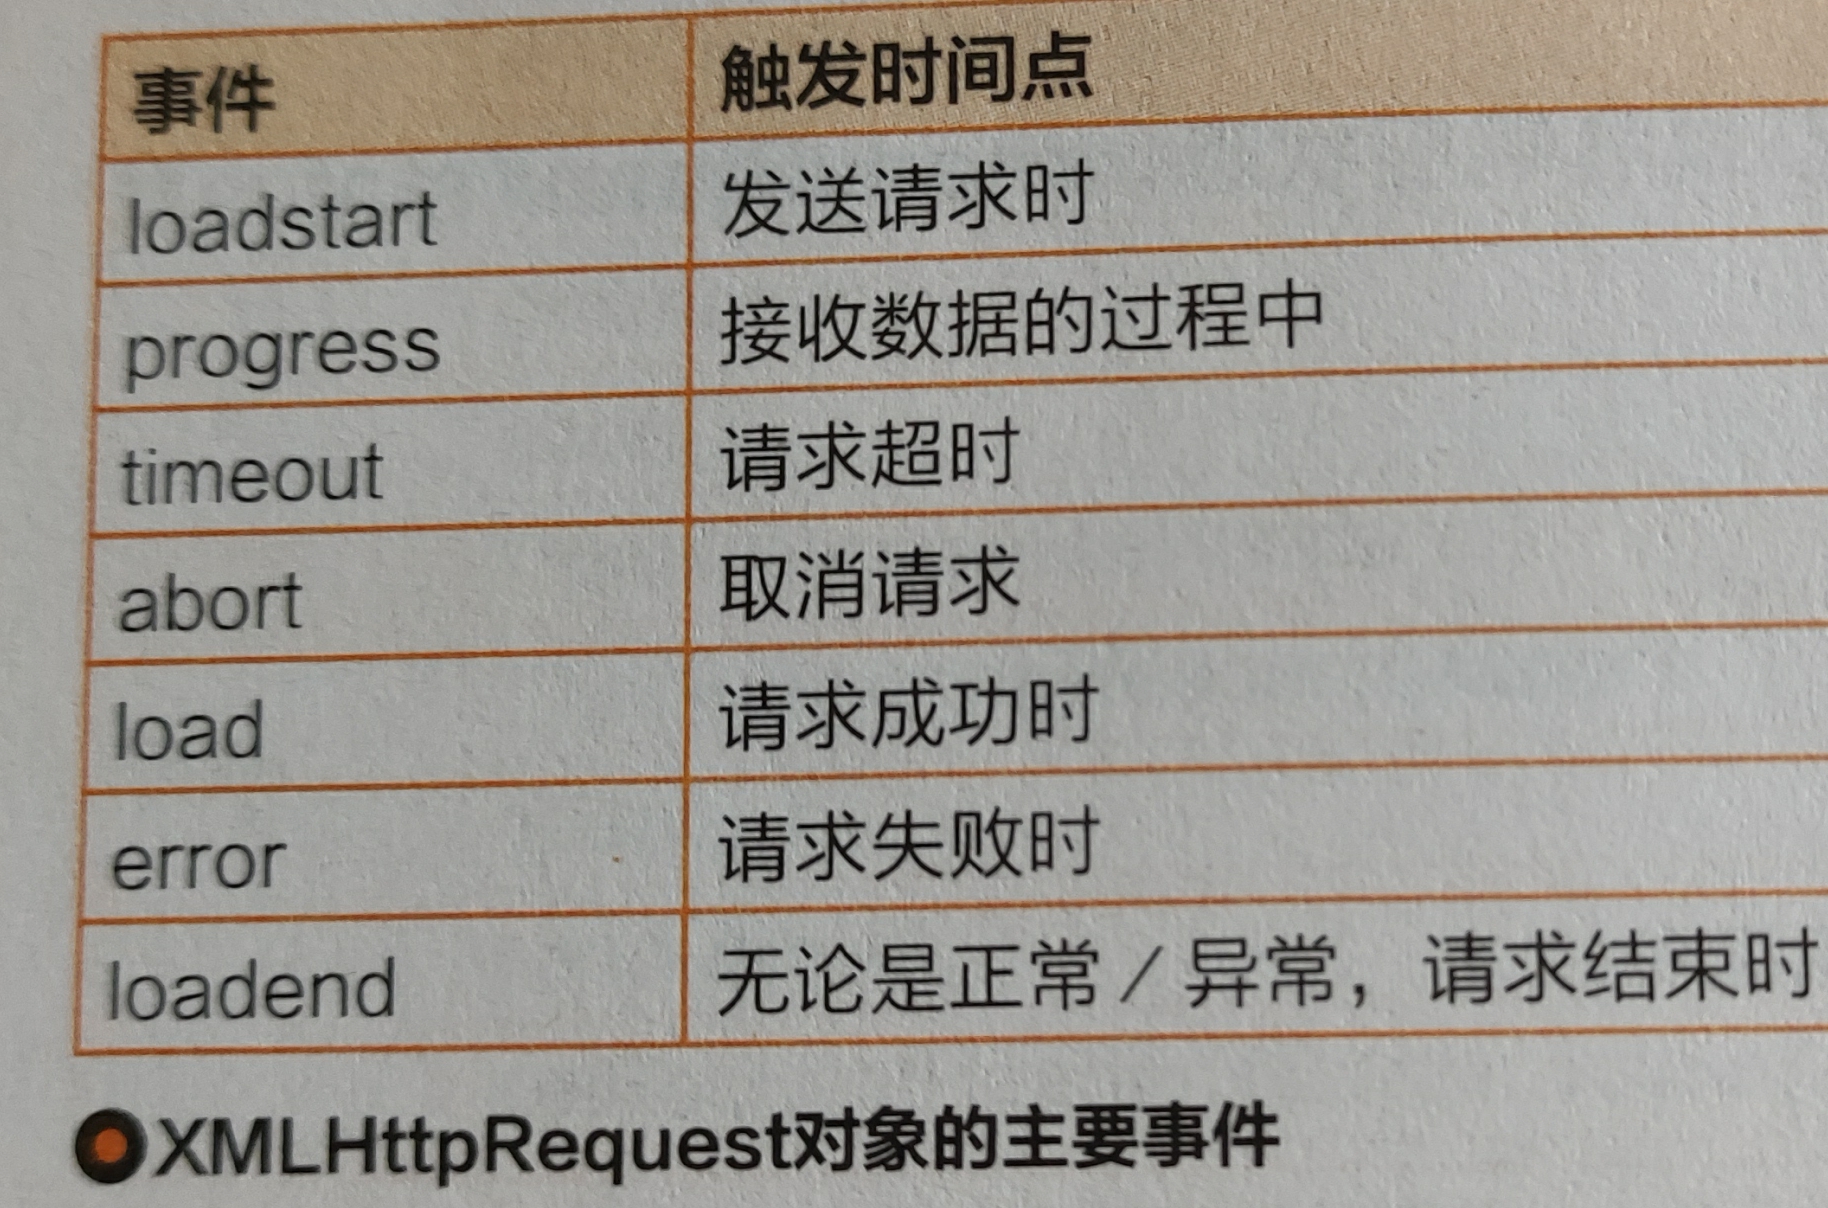 事件 触发时间点
loadstart 发送请求时
progress 接收数据的过程中
timeout 请求超时
abort 取消请求
load 请求成功时
error 请求失败时
loadend 无论是正常 / 异常，请求结束时
XMLHttpRequest对象的主要事件